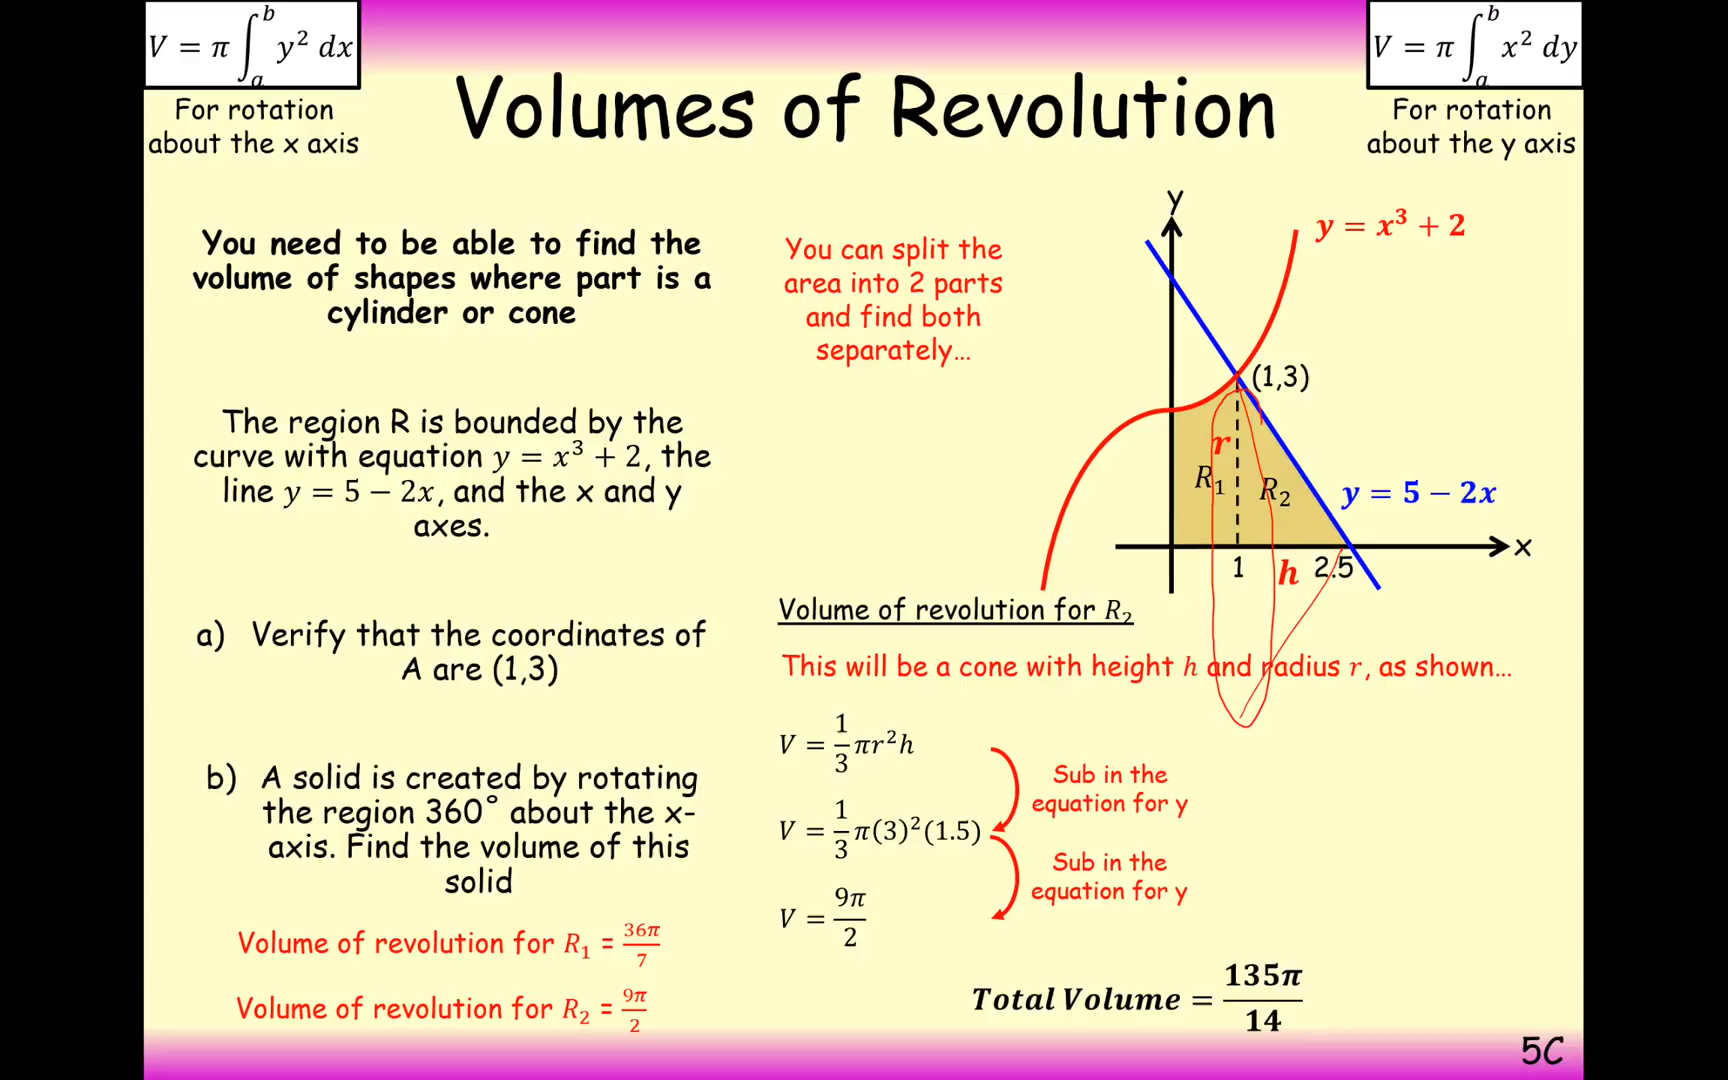 V = π ∫ₐᵇ y² dx
For rotation
about the x axis
Volumes of Revolution
V = π ∫ₐᵇ x² dy
For rotation
about the y axis
You need to be able to find the
volume of shapes where part is a
cylinder or cone
The region R is bounded by the
curve with equation y = x³ + 2, the
line y = 5 − 2x, and the x and y
axes.
a) Verify that the coordinates of
A are (1,3)
b) A solid is created by rotating
the region 360° about the x-
axis. Find the volume of this
solid
Volume of revolution for R₁ = 36π/7
Volume of revolution for R₂ = 9π/2
You can split the
area into 2 parts
and find both
separately…
y
y = x³ + 2
(1,3)
r
R₁
R₂
y = 5 − 2x
x
1
h
2.5
Volume of revolution for R₂
This will be a cone with height h and radius r, as shown…
V = 1/3 πr²h
Sub in the
equation for y
V = 1/3 π(3)²(1.5)
Sub in the
equation for y
V = 9π/2
Total Volume = 135π/14
5C